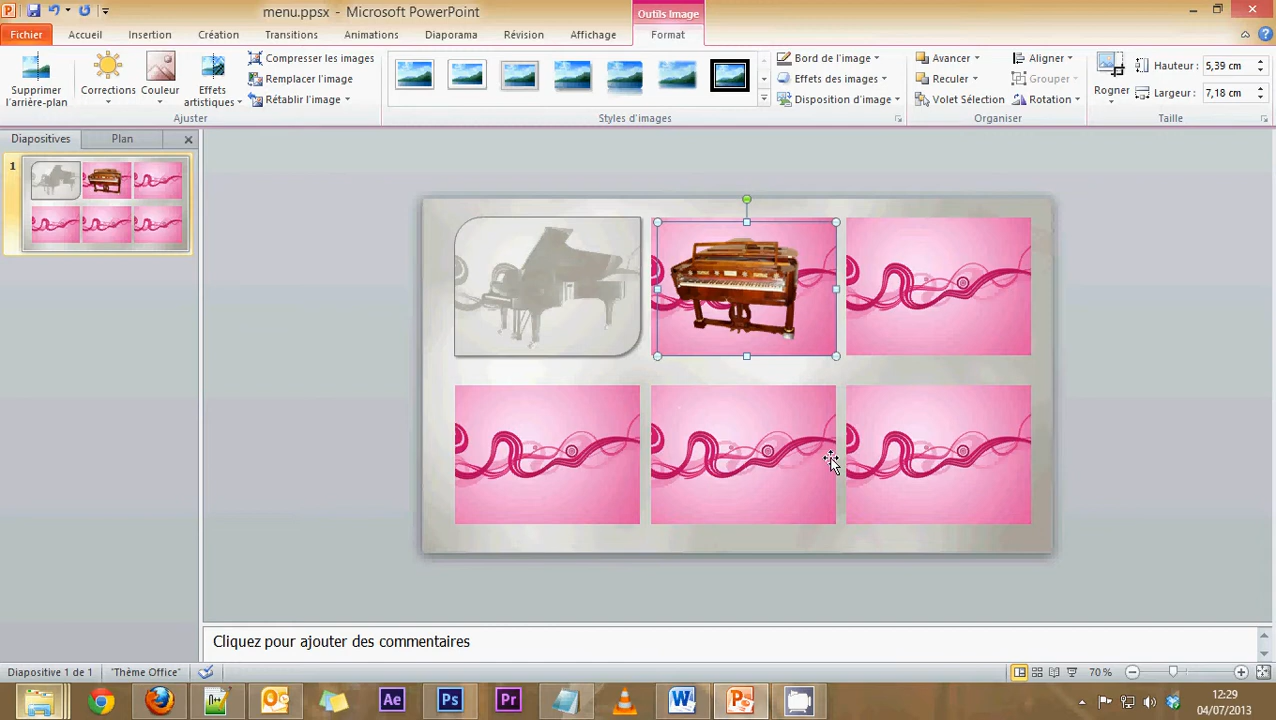 menu.ppsx - Microsoft PowerPoint
Outils Image
Fichier Accueil Insertion Création Transitions Animations Diaporama Révision Affichage Format
Supprimer l'arrière-plan
Corrections
Couleur
Effets artistiques
Compresser les images
Remplacer l'image
Rétablir l'image
Ajuster
Styles d'images
Bord de l'image
Effets des images
Disposition d'image
Avancer
Reculer
Volet Sélection
Aligner
Grouper
Rotation
Organiser
Rogner
Hauteur : 5,39 cm
Largeur : 7,18 cm
Taille
Diapositives Plan
1
Cliquez pour ajouter des commentaires
Diapositive 1 de 1 "Thème Office" 70 %
Ae Ps Pr W P
12:29
04/07/2013